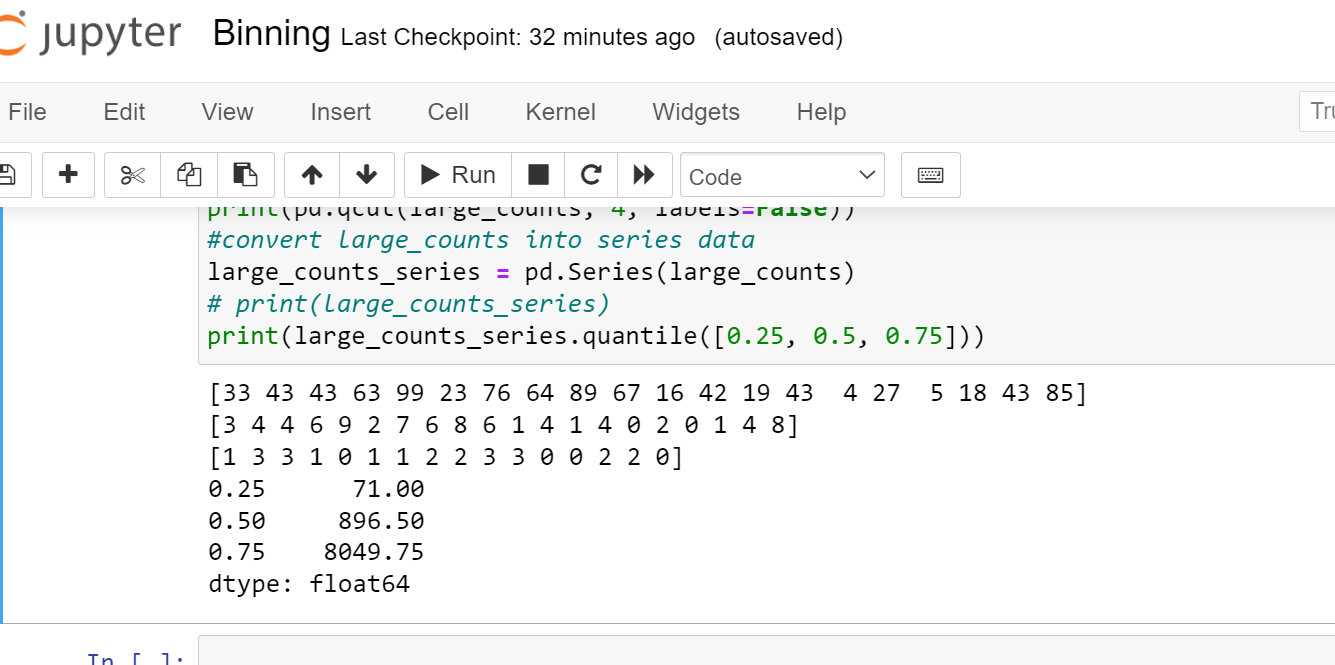 jupyter Binning Last Checkpoint: 32 minutes ago (autosaved)
File Edit View Insert Cell Kernel Widgets Help Tru
Run Code
print(pd.qcut(large_counts, 4, labels=False))
#convert large_counts into series data
large_counts_series = pd.Series(large_counts)
# print(large_counts_series)
print(large_counts_series.quantile([0.25, 0.5, 0.75]))
[33 43 43 63 99 23 76 64 89 67 16 42 19 43  4 27  5 18 43 85]
[3 4 4 6 9 2 7 6 8 6 1 4 1 4 0 2 0 1 4 8]
[1 3 3 1 0 1 1 2 2 3 3 0 0 2 2 0]
0.25      71.00
0.50     896.50
0.75    8049.75
dtype: float64
In [ ]: